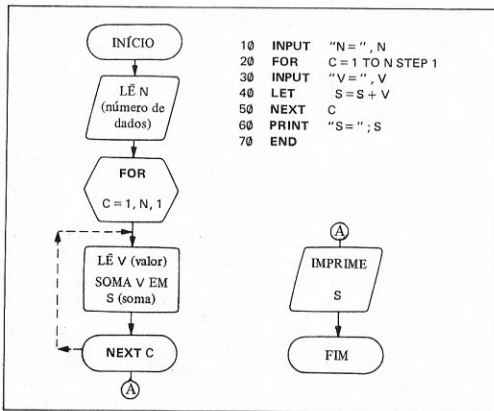 INÍCIO
LÊ N
(número de
dados)
FOR
C = 1, N, 1
LÊ V (valor)
SOMA V EM
S (soma)
NEXT C
A
10 INPUT "N=", N
20 FOR C = 1 TO N STEP 1
30 INPUT "V=", V
40 LET S = S + V
50 NEXT C
60 PRINT "S="; S
70 END
A
IMPRIME
S
FIM